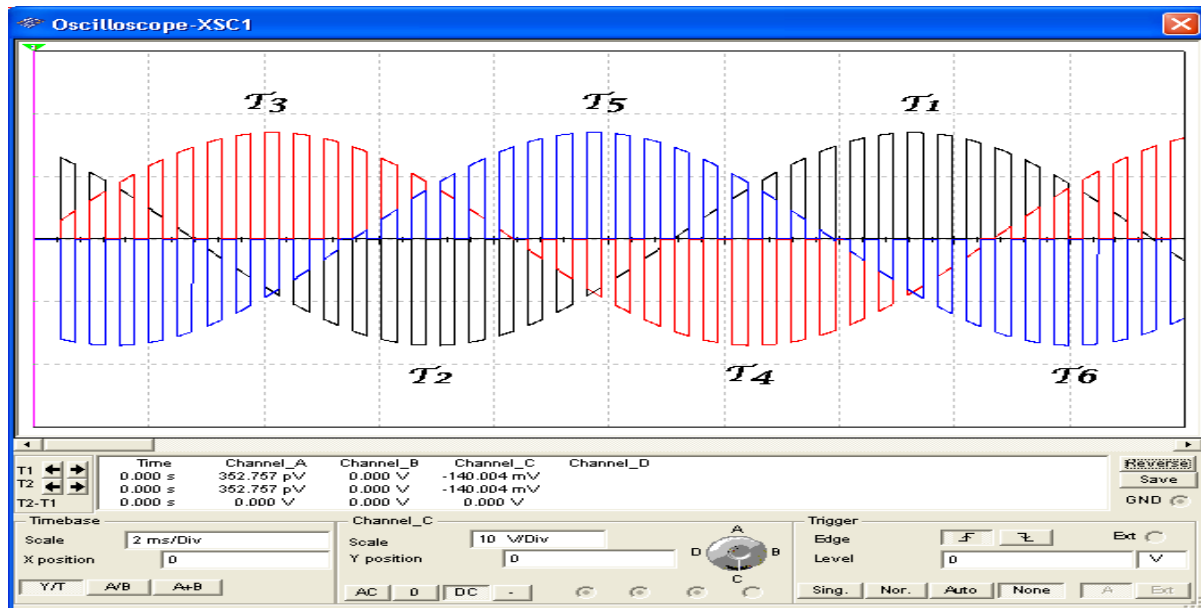 Oscilloscope-XSC1
T3 T5 T1
T2 T4 T6
Time Channel_A Channel_B Channel_C Channel_D
T1 0.000 s 352.757 pV 0.000 V -140.004 mV
T2 0.000 s 352.757 pV 0.000 V -140.004 mV
T2-T1 0.000 s 0.000 V 0.000 V 0.000 V
Reverse
Save
GND
Timebase
Scale 2 ms/Div
X position 0
Y/T B/A A+B
Channel_C
Scale 10 V/Div
Y position 0
AC 0 DC -
A
D B
C
Trigger
Edge Ext
Level 0 V
Sing. Nor. Auto None A Ext